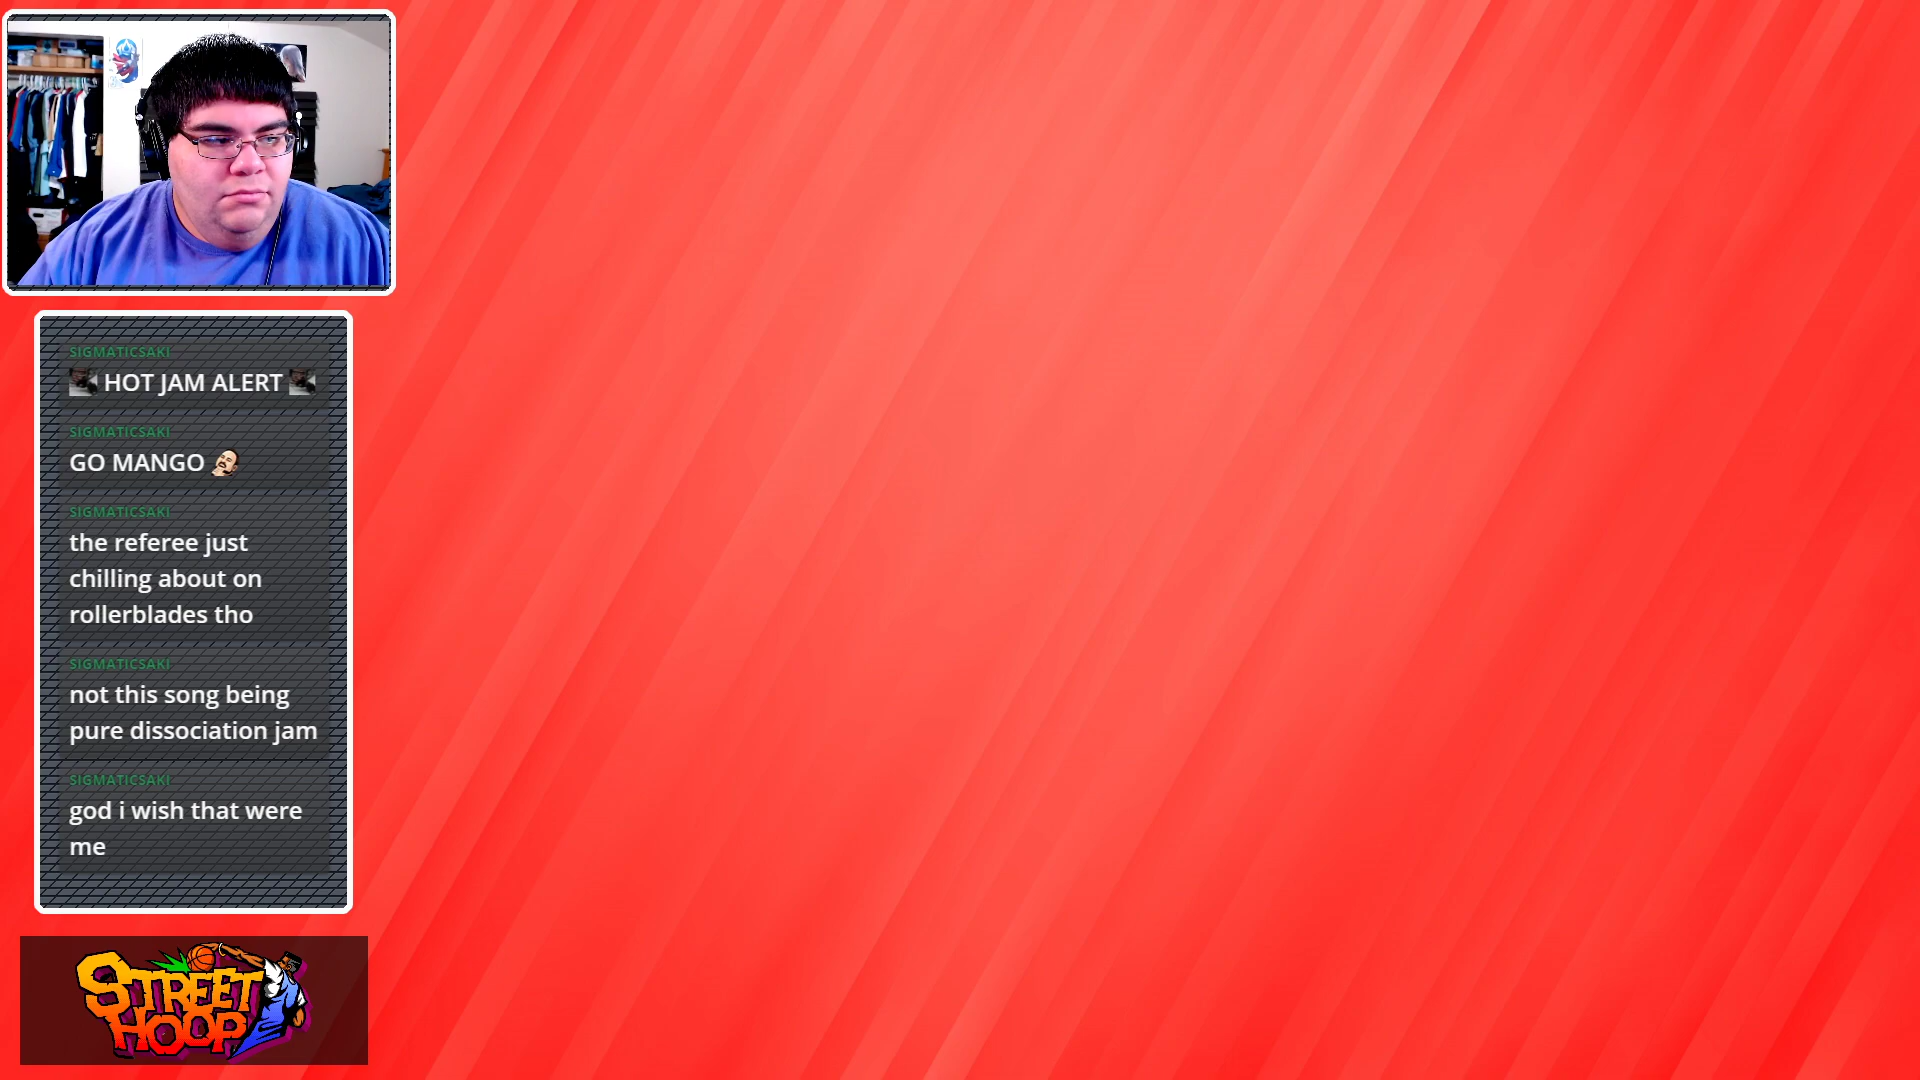 SIGMATICSAKI
HOT JAM ALERT
SIGMATICSAKI
GO MANGO
SIGMATICSAKI
the referee just
chilling about on
rollerblades tho
SIGMATICSAKI
not this song being
pure dissociation jam
SIGMATICSAKI
god i wish that were
me
STREET
HOOP